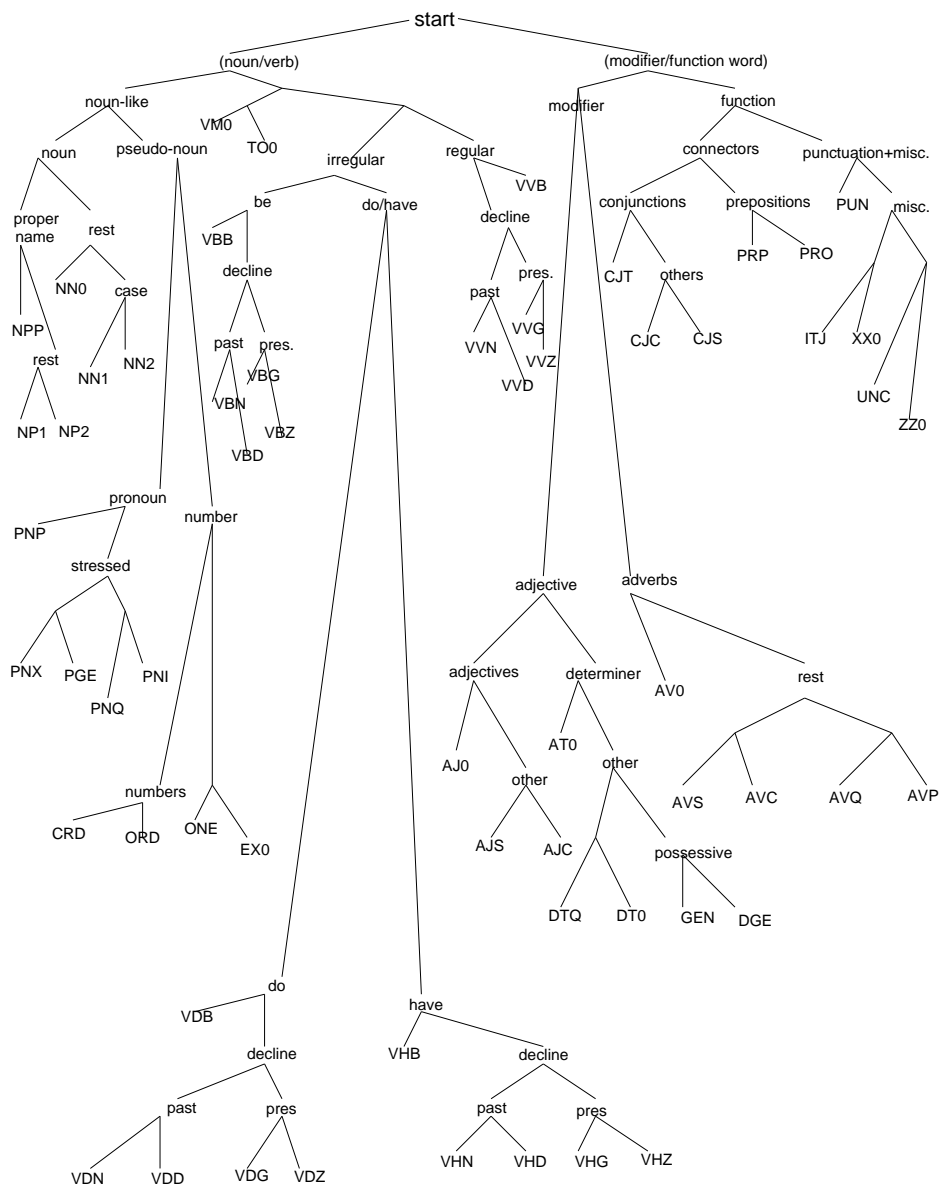 start
(noun/verb)
(modifier/function word)
noun-like
modifier
function
VM0
TO0
noun
pseudo-noun
irregular
regular
connectors
punctuation+misc.
VVB
be
do/have
conjunctions
prepositions
PUN
misc.
proper
name
rest
VBB
decline
decline
CJT
others
PRP
PRO
NN0
case
past
pres.
NPP
rest
NN1
NN2
past
pres.
VVN
VVG
VVZ
VVD
CJC
CJS
ITJ
XX0
UNC
ZZ0
NP1
NP2
VBN
VBG
VBD
VBZ
pronoun
number
PNP
stressed
PNX
PGE
PNQ
PNI
adjective
adverbs
adjectives
determiner
AV0
rest
AJ0
other
AT0
other
AVS
AVC
AVQ
AVP
numbers
CRD
ORD
ONE
EX0
AJS
AJC
possessive
DTQ
DT0
GEN
DGE
do
have
VDB
decline
VHB
decline
past
pres
past
pres
VDN
VDD
VDG
VDZ
VHN
VHD
VHG
VHZ